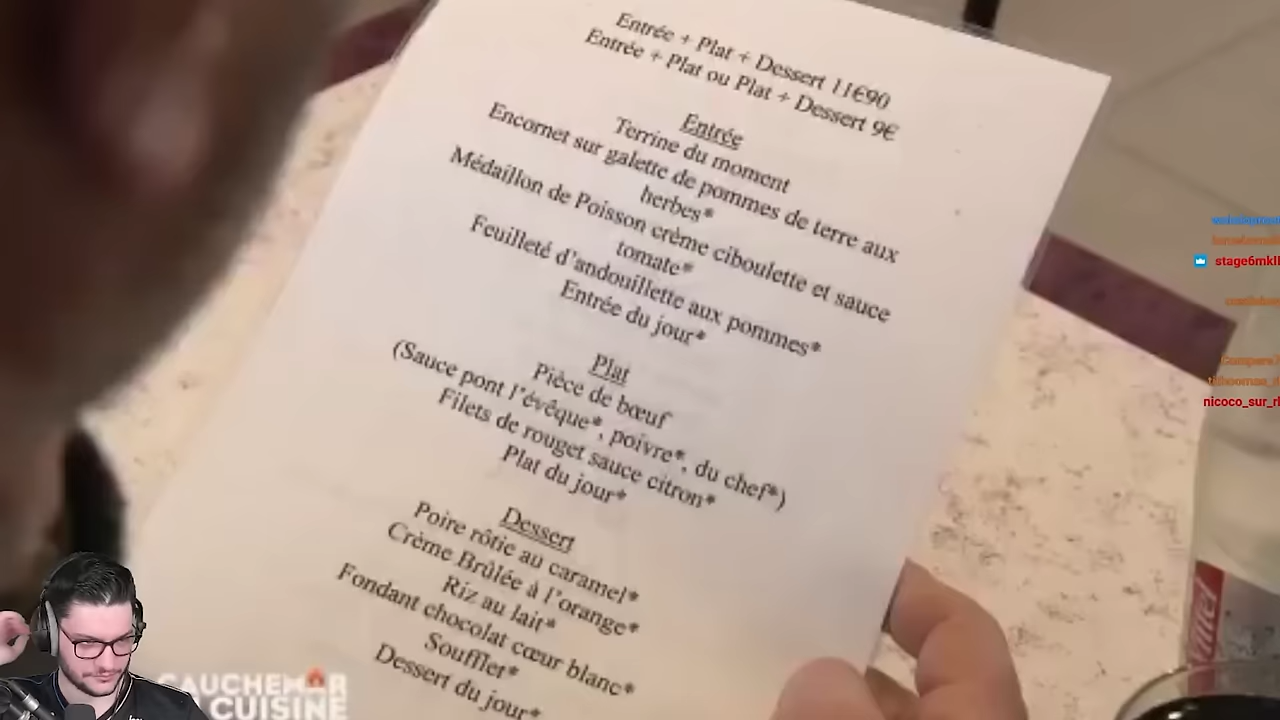 Entrée + Plat + Dessert 11€90
Entrée + Plat ou Plat + Dessert 9€
Entrée
Terrine du moment
Encornet sur galette de pommes de terre aux
herbes*
Médaillon de Poisson crème ciboulette et sauce
tomate*
Feuilleté d'andouillette aux pommes*
Entrée du jour*
Plat
Pièce de bœuf
(Sauce pont l'évêque*, poivre*, du chef*)
Filets de rouget sauce citron*
Plat du jour*
Dessert
Poire rôtie au caramel*
Crème Brûlée à l'orange*
Riz au lait*
Fondant chocolat cœur blanc*
Soufflet*
Dessert du jour*
CAUCHEMAR
CUISINE
stage6mkII
nicoco_sur_rl